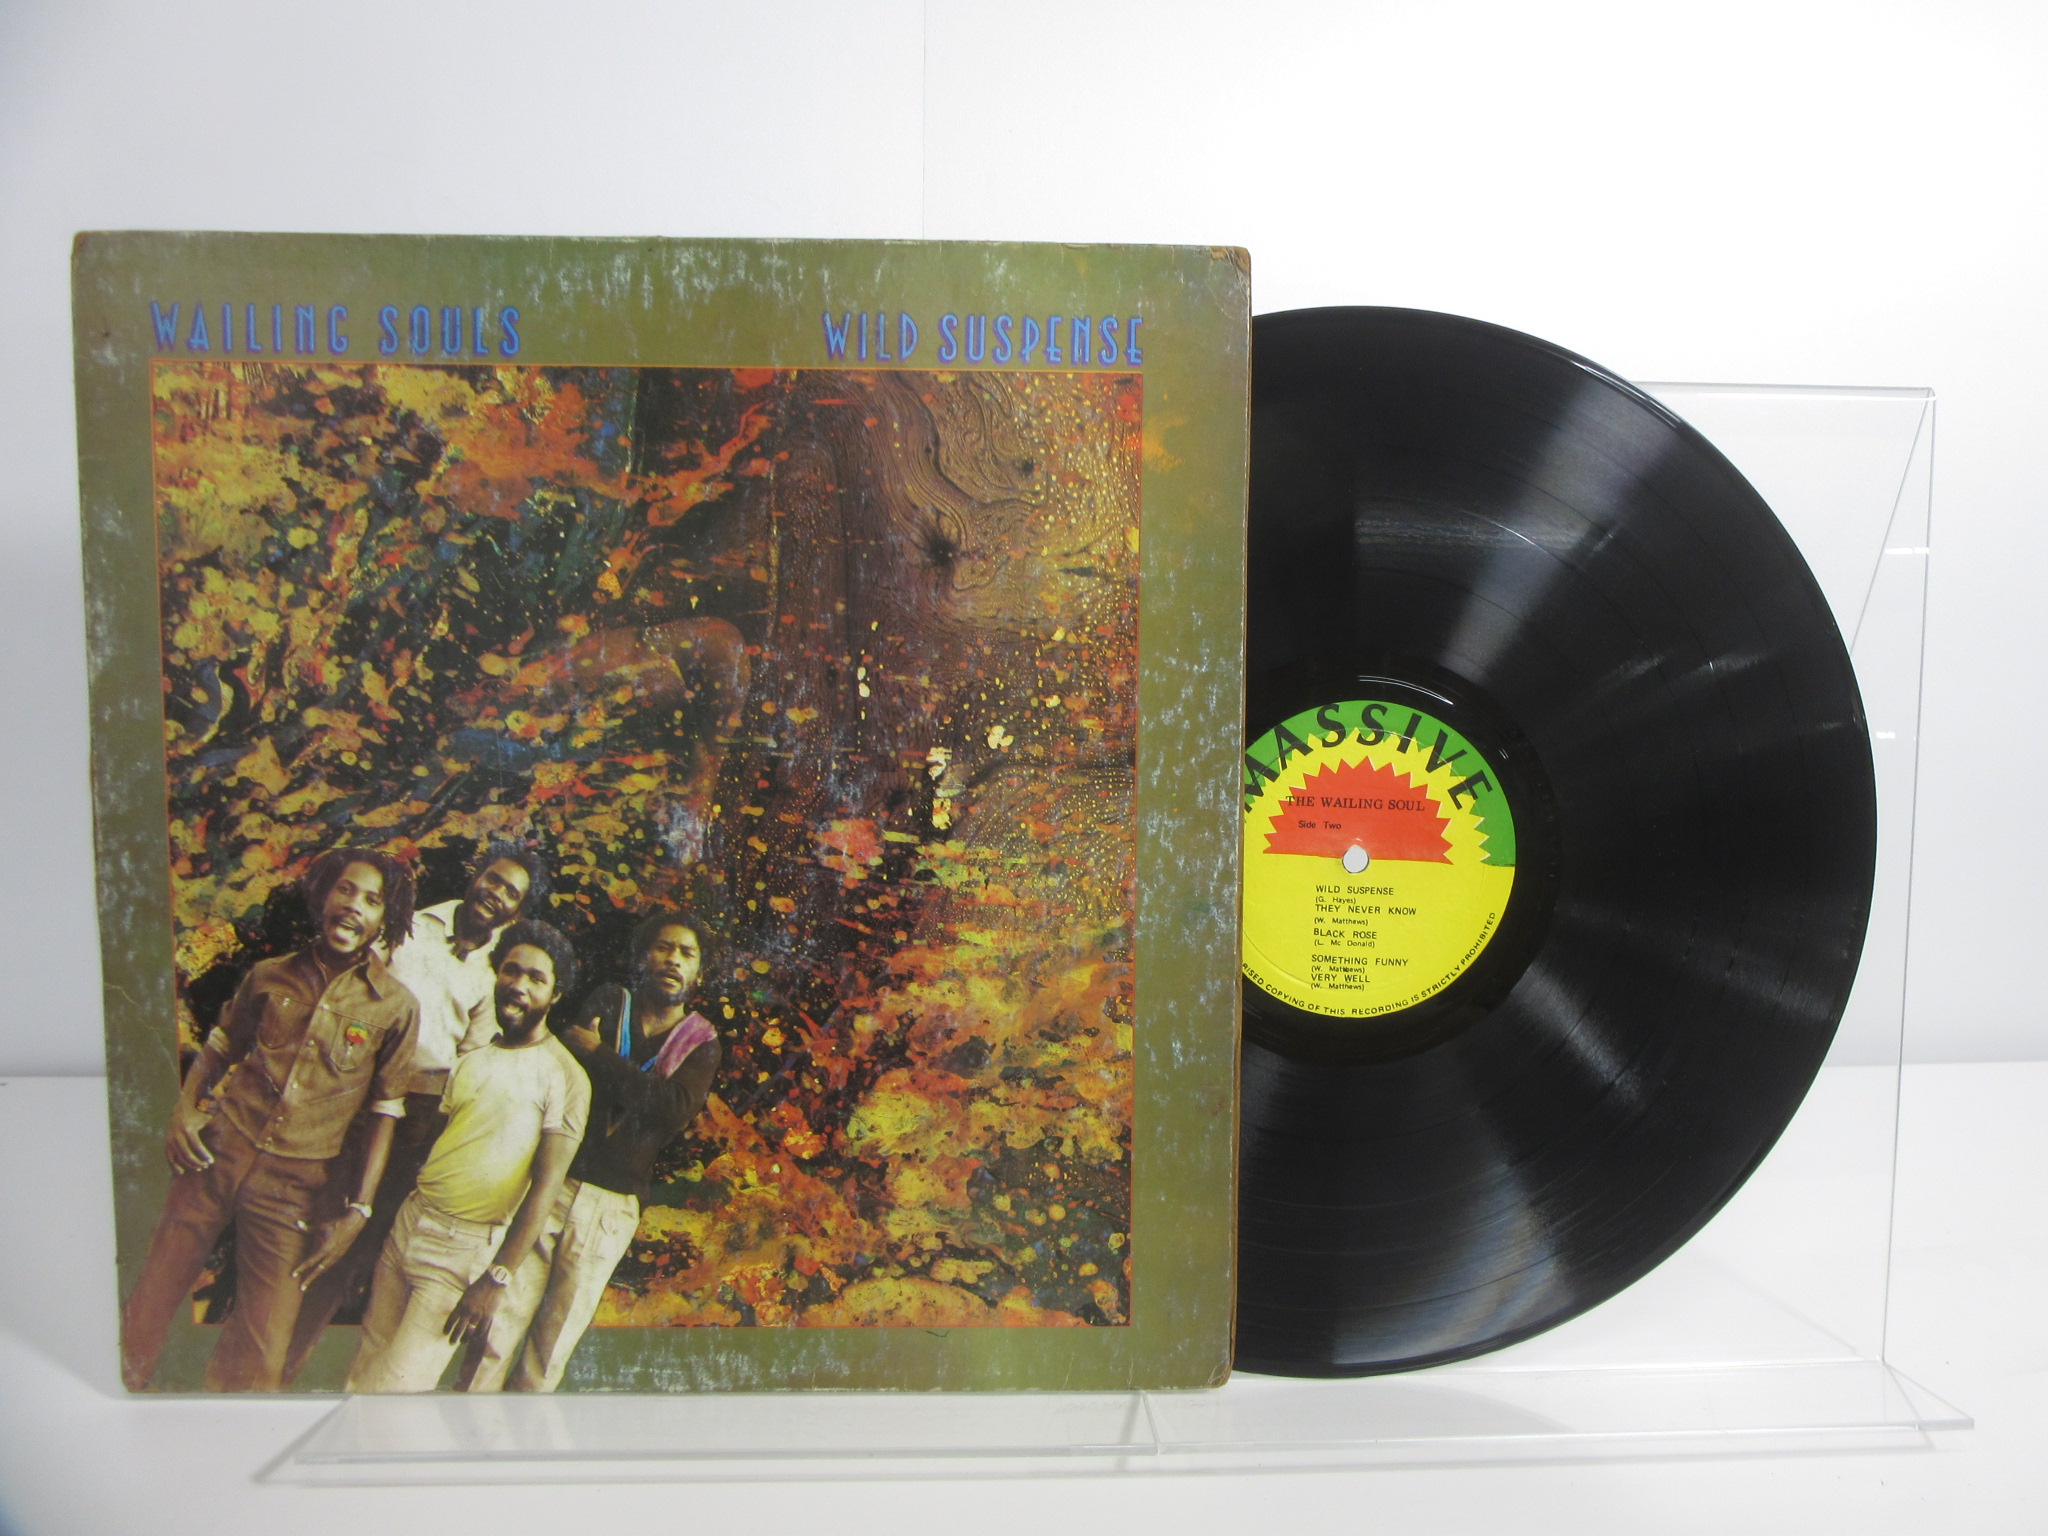 WAILING SOULS
WILD SUSPENSE
MASSIVE
THE WAILING SOUL
Side Two
WILD SUSPENSE
(G. Hayes)
THEY NEVER KNOW
(W. Matthews)
BLACK ROSE
(L. Mc Donald)
SOMETHING FUNNY
(W. Matthews)
VERY WELL
(W. Matthews)
COPYING OF THIS RECORDING IS STRICTLY PROHIBITED